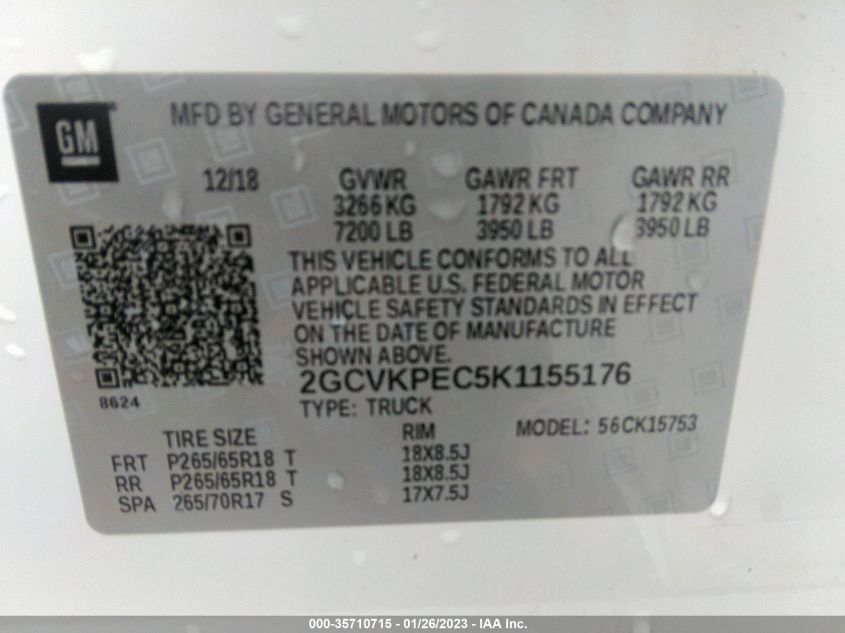 GM
MFD BY GENERAL MOTORS OF CANADA COMPANY
12/18 GVWR GAWR FRT GAWR RR
3266 KG 1792 KG 1792 KG
7200 LB 3950 LB 3950 LB
THIS VEHICLE CONFORMS TO ALL
APPLICABLE U.S. FEDERAL MOTOR
VEHICLE SAFETY STANDARDS IN EFFECT
ON THE DATE OF MANUFACTURE
SHOWN ABOVE.
8624
2GCVKPEC5K1155176
TYPE: TRUCK
MODEL: 56CK15753
TIRE SIZE RIM
FRT P265/65R18 T 18X8.5J
RR P265/65R18 T 18X8.5J
SPA 265/70R17 S 17X7.5J
000-35710715 - 01/26/2023 - IAA Inc.